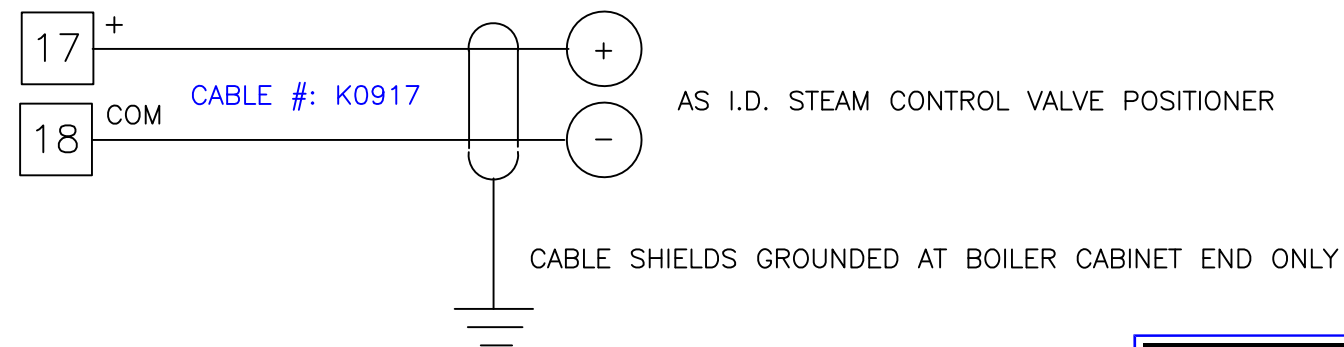 17 +
+
CABLE #: K0917
AS I.D. STEAM CONTROL VALVE POSITIONER
18 COM
−
CABLE SHIELDS GROUNDED AT BOILER CABINET END ONLY